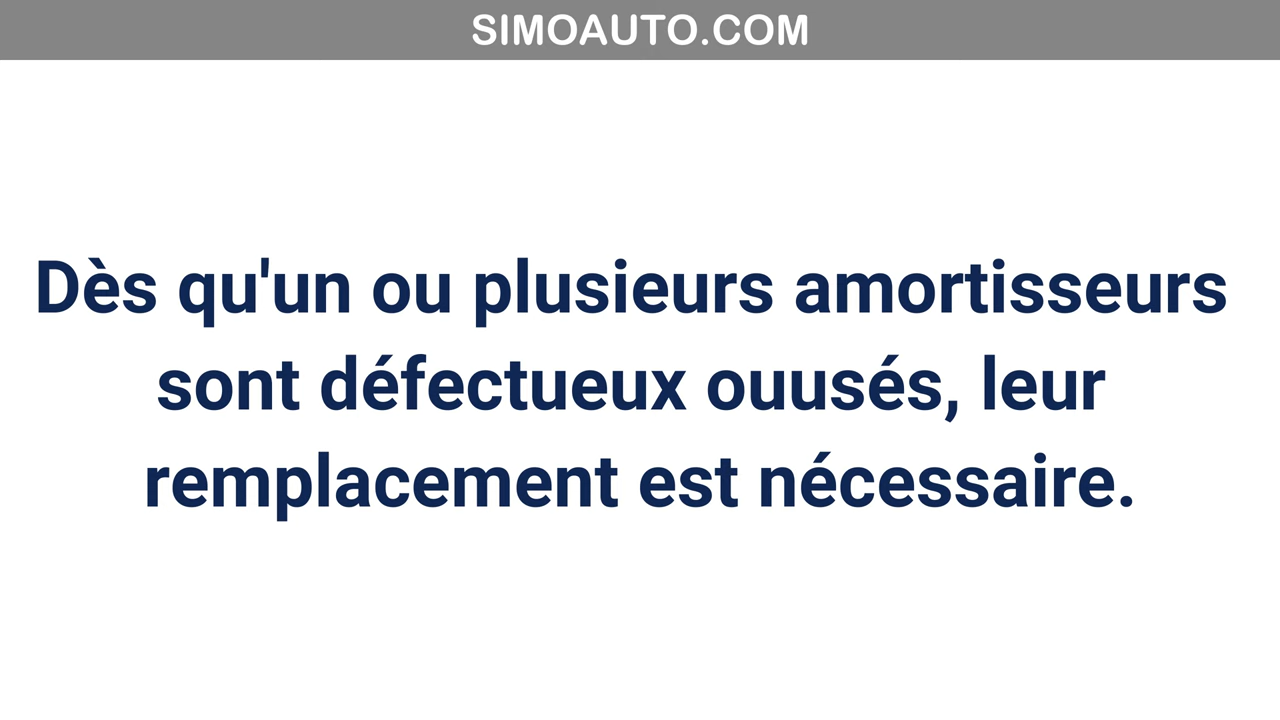 SIMOAUTO.COM
Dès qu'un ou plusieurs amortisseurs
sont défectueux ouusés, leur
remplacement est nécessaire.